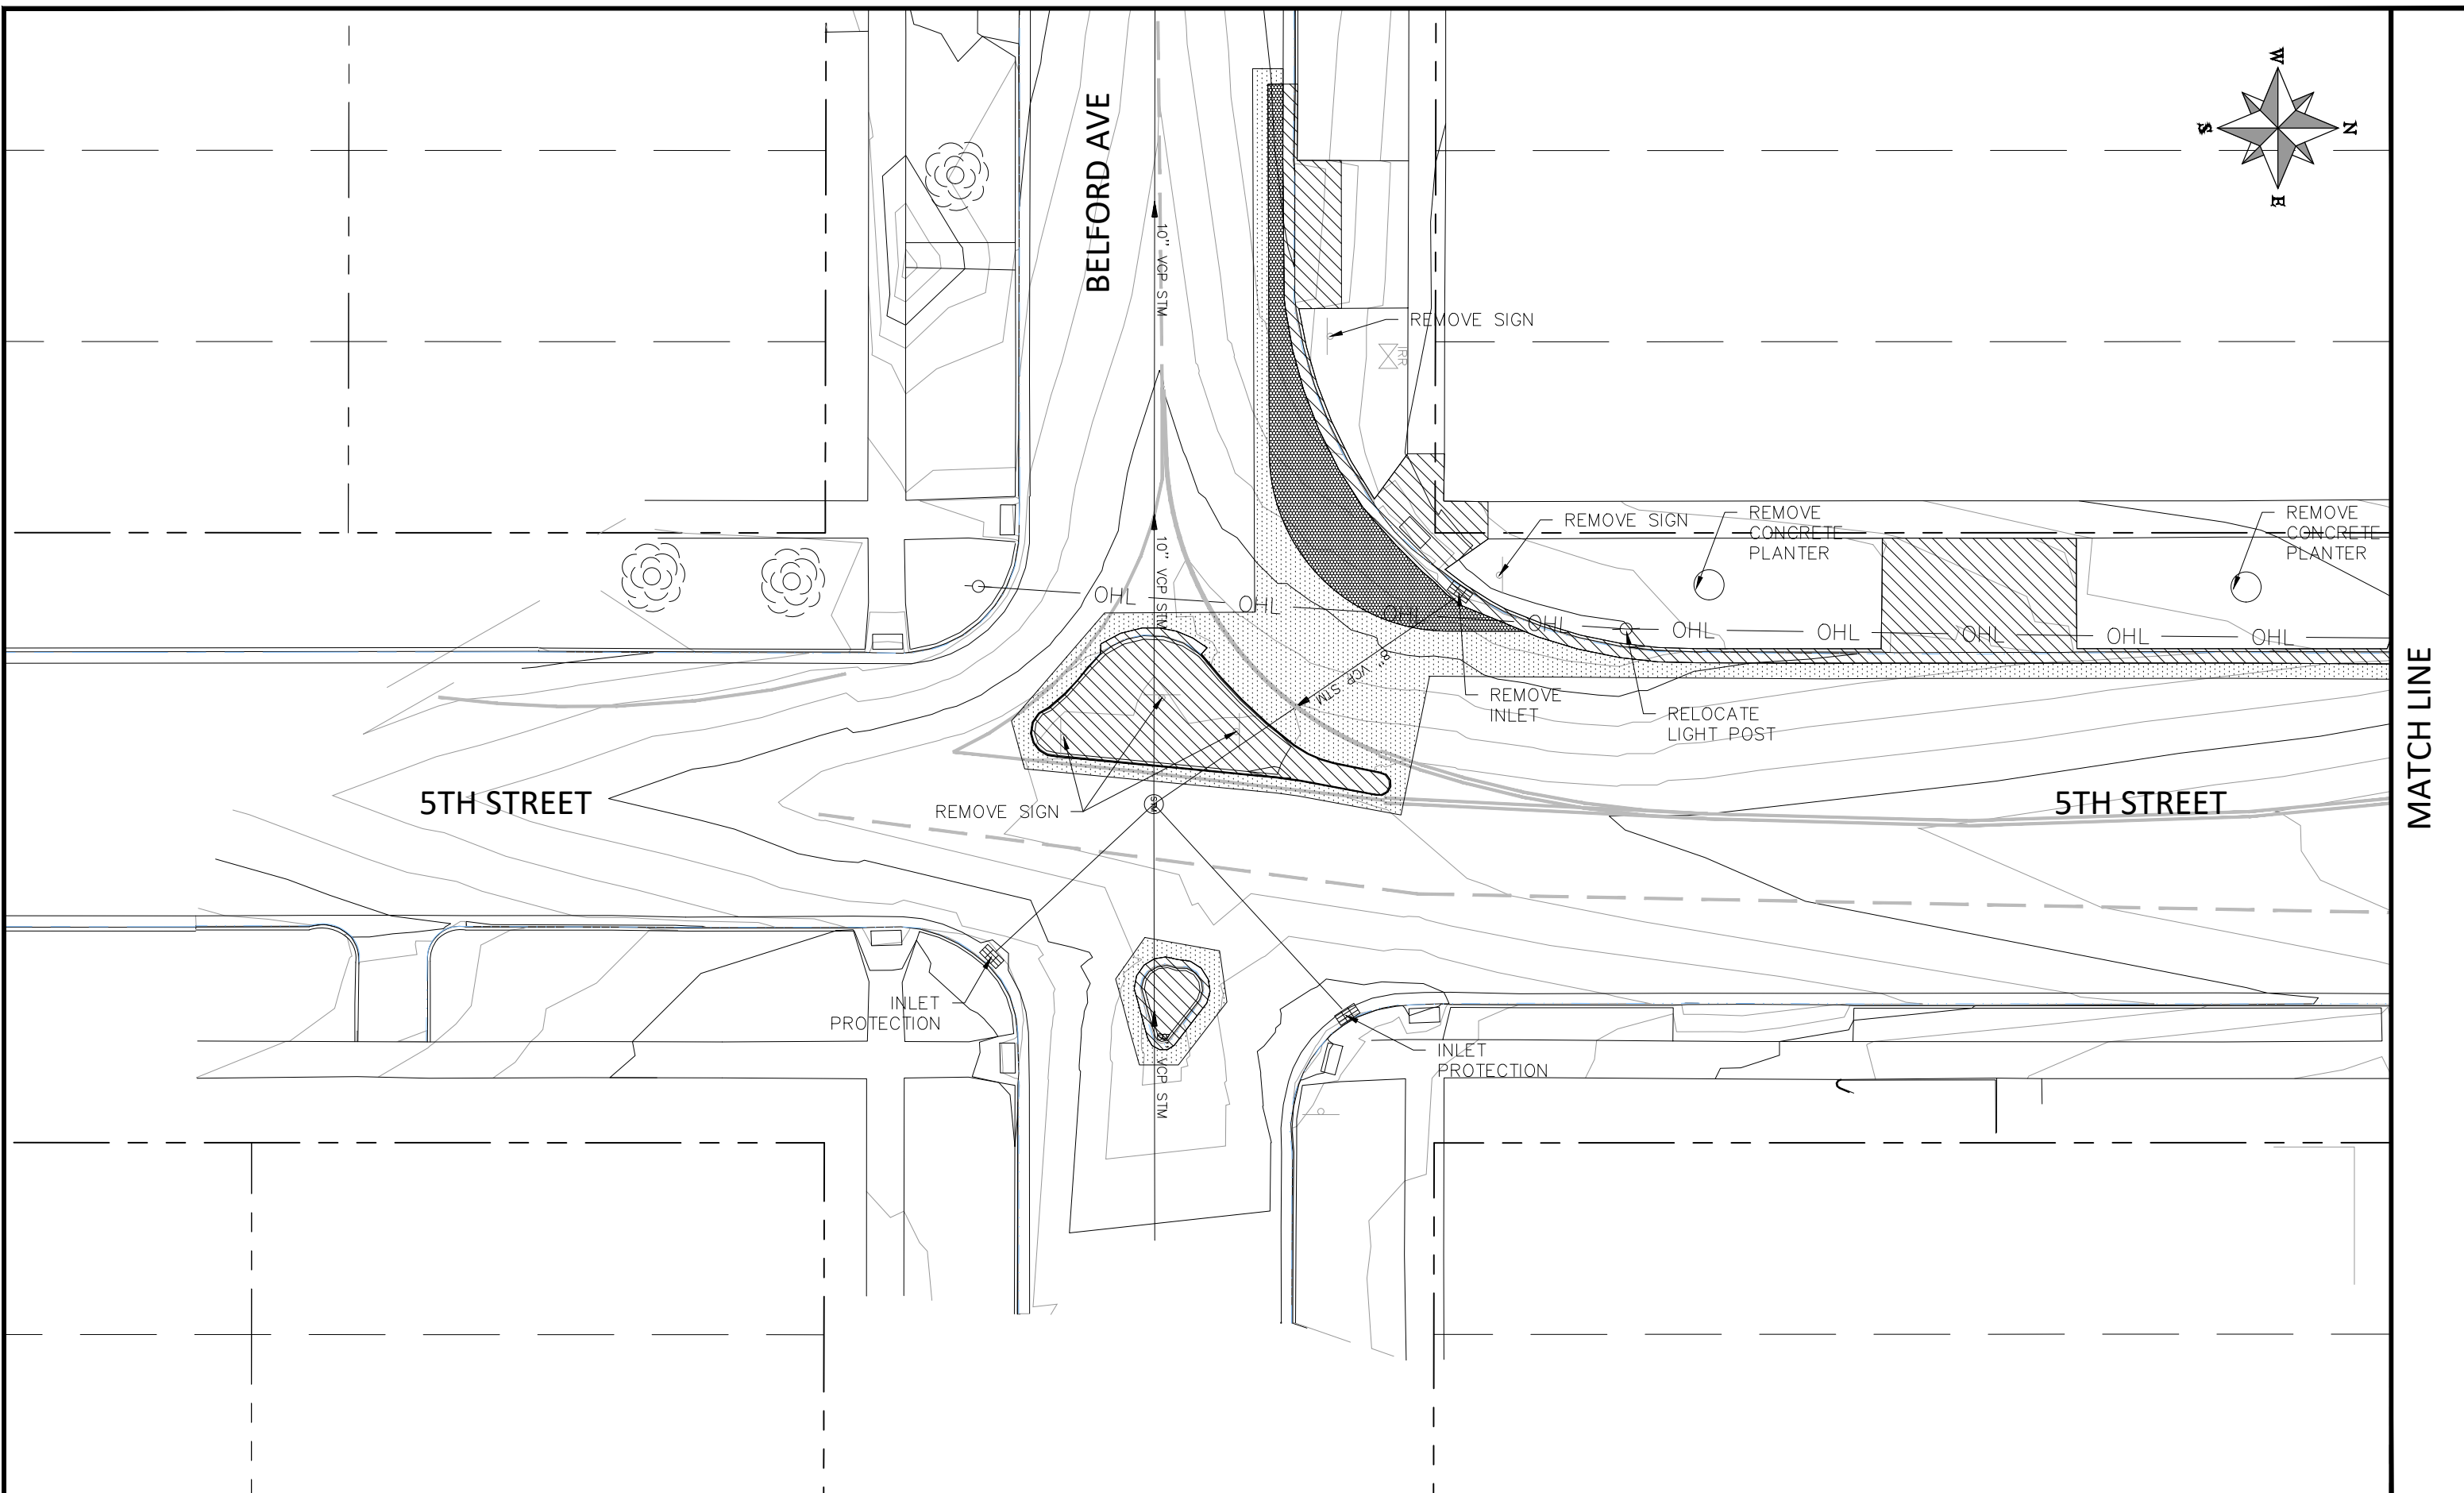 W
S
N
E
BELFORD AVE
10" VCP STM
REMOVE SIGN
IRR
REMOVE SIGN
REMOVE
CONCRETE
PLANTER
REMOVE
CONCRETE
PLANTER
10" VCP STM
OHL
OHL
OHL
OHL
OHL
OHL
OHL
OHL
OHL
8" VCP STM
REMOVE
INLET
RELOCATE
LIGHT POST
5TH STREET
REMOVE SIGN
5TH STREET
MATCH LINE
INLET
PROTECTION
INLET
PROTECTION
VCP STM